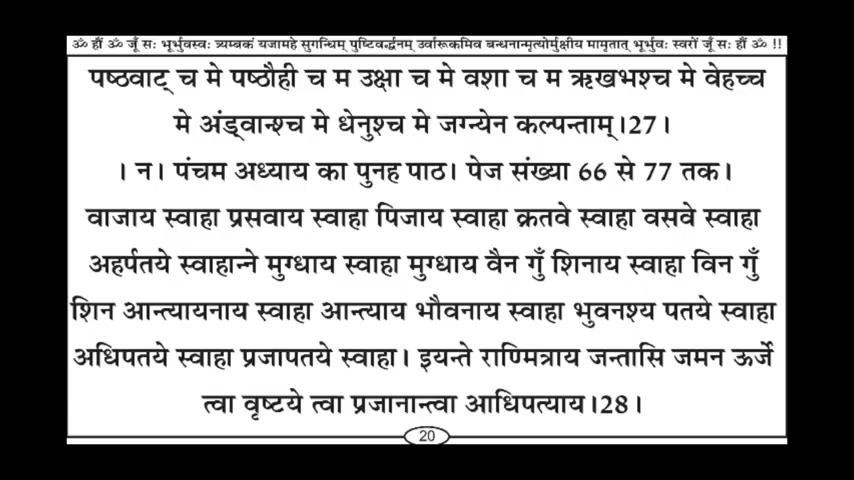 ॐ हौं ॐ जूँ सः भूर्भुवस्वः त्र्यम्बकं यजामहे सुगन्धिम् पुष्टिवर्द्धनम् उर्वारूकमिव बन्धनान्मृत्योर्मुक्षीय मामृतात् भूर्भुवः स्वरों जूँ सः हौं ॐ !!
पष्ठवाट् च मे पष्ठौही च म उक्षा च मे वशा च म ऋखभश्च मे वेहच्च
मे अंड्वान्श्च मे धेनुश्च मे जग्न्येन कल्पन्ताम्।27।
। न। पंचम अध्याय का पुनह पाठ। पेज संख्या 66 से 77 तक।
वाजाय स्वाहा प्रसवाय स्वाहा पिजाय स्वाहा क्रतवे स्वाहा वसवे स्वाहा
अहर्पतये स्वाहान्ने मुग्धाय स्वाहा मुग्धाय वैन गुँ शिनाय स्वाहा विन गुँ
शिन आन्त्यायनाय स्वाहा आन्त्याय भौवनाय स्वाहा भुवनश्य पतये स्वाहा
अधिपतये स्वाहा प्रजापतये स्वाहा। इयन्ते राण्मित्राय जन्तासि जमन ऊर्जे
त्वा वृष्टये त्वा प्रजानान्त्वा आधिपत्याय।28।
20